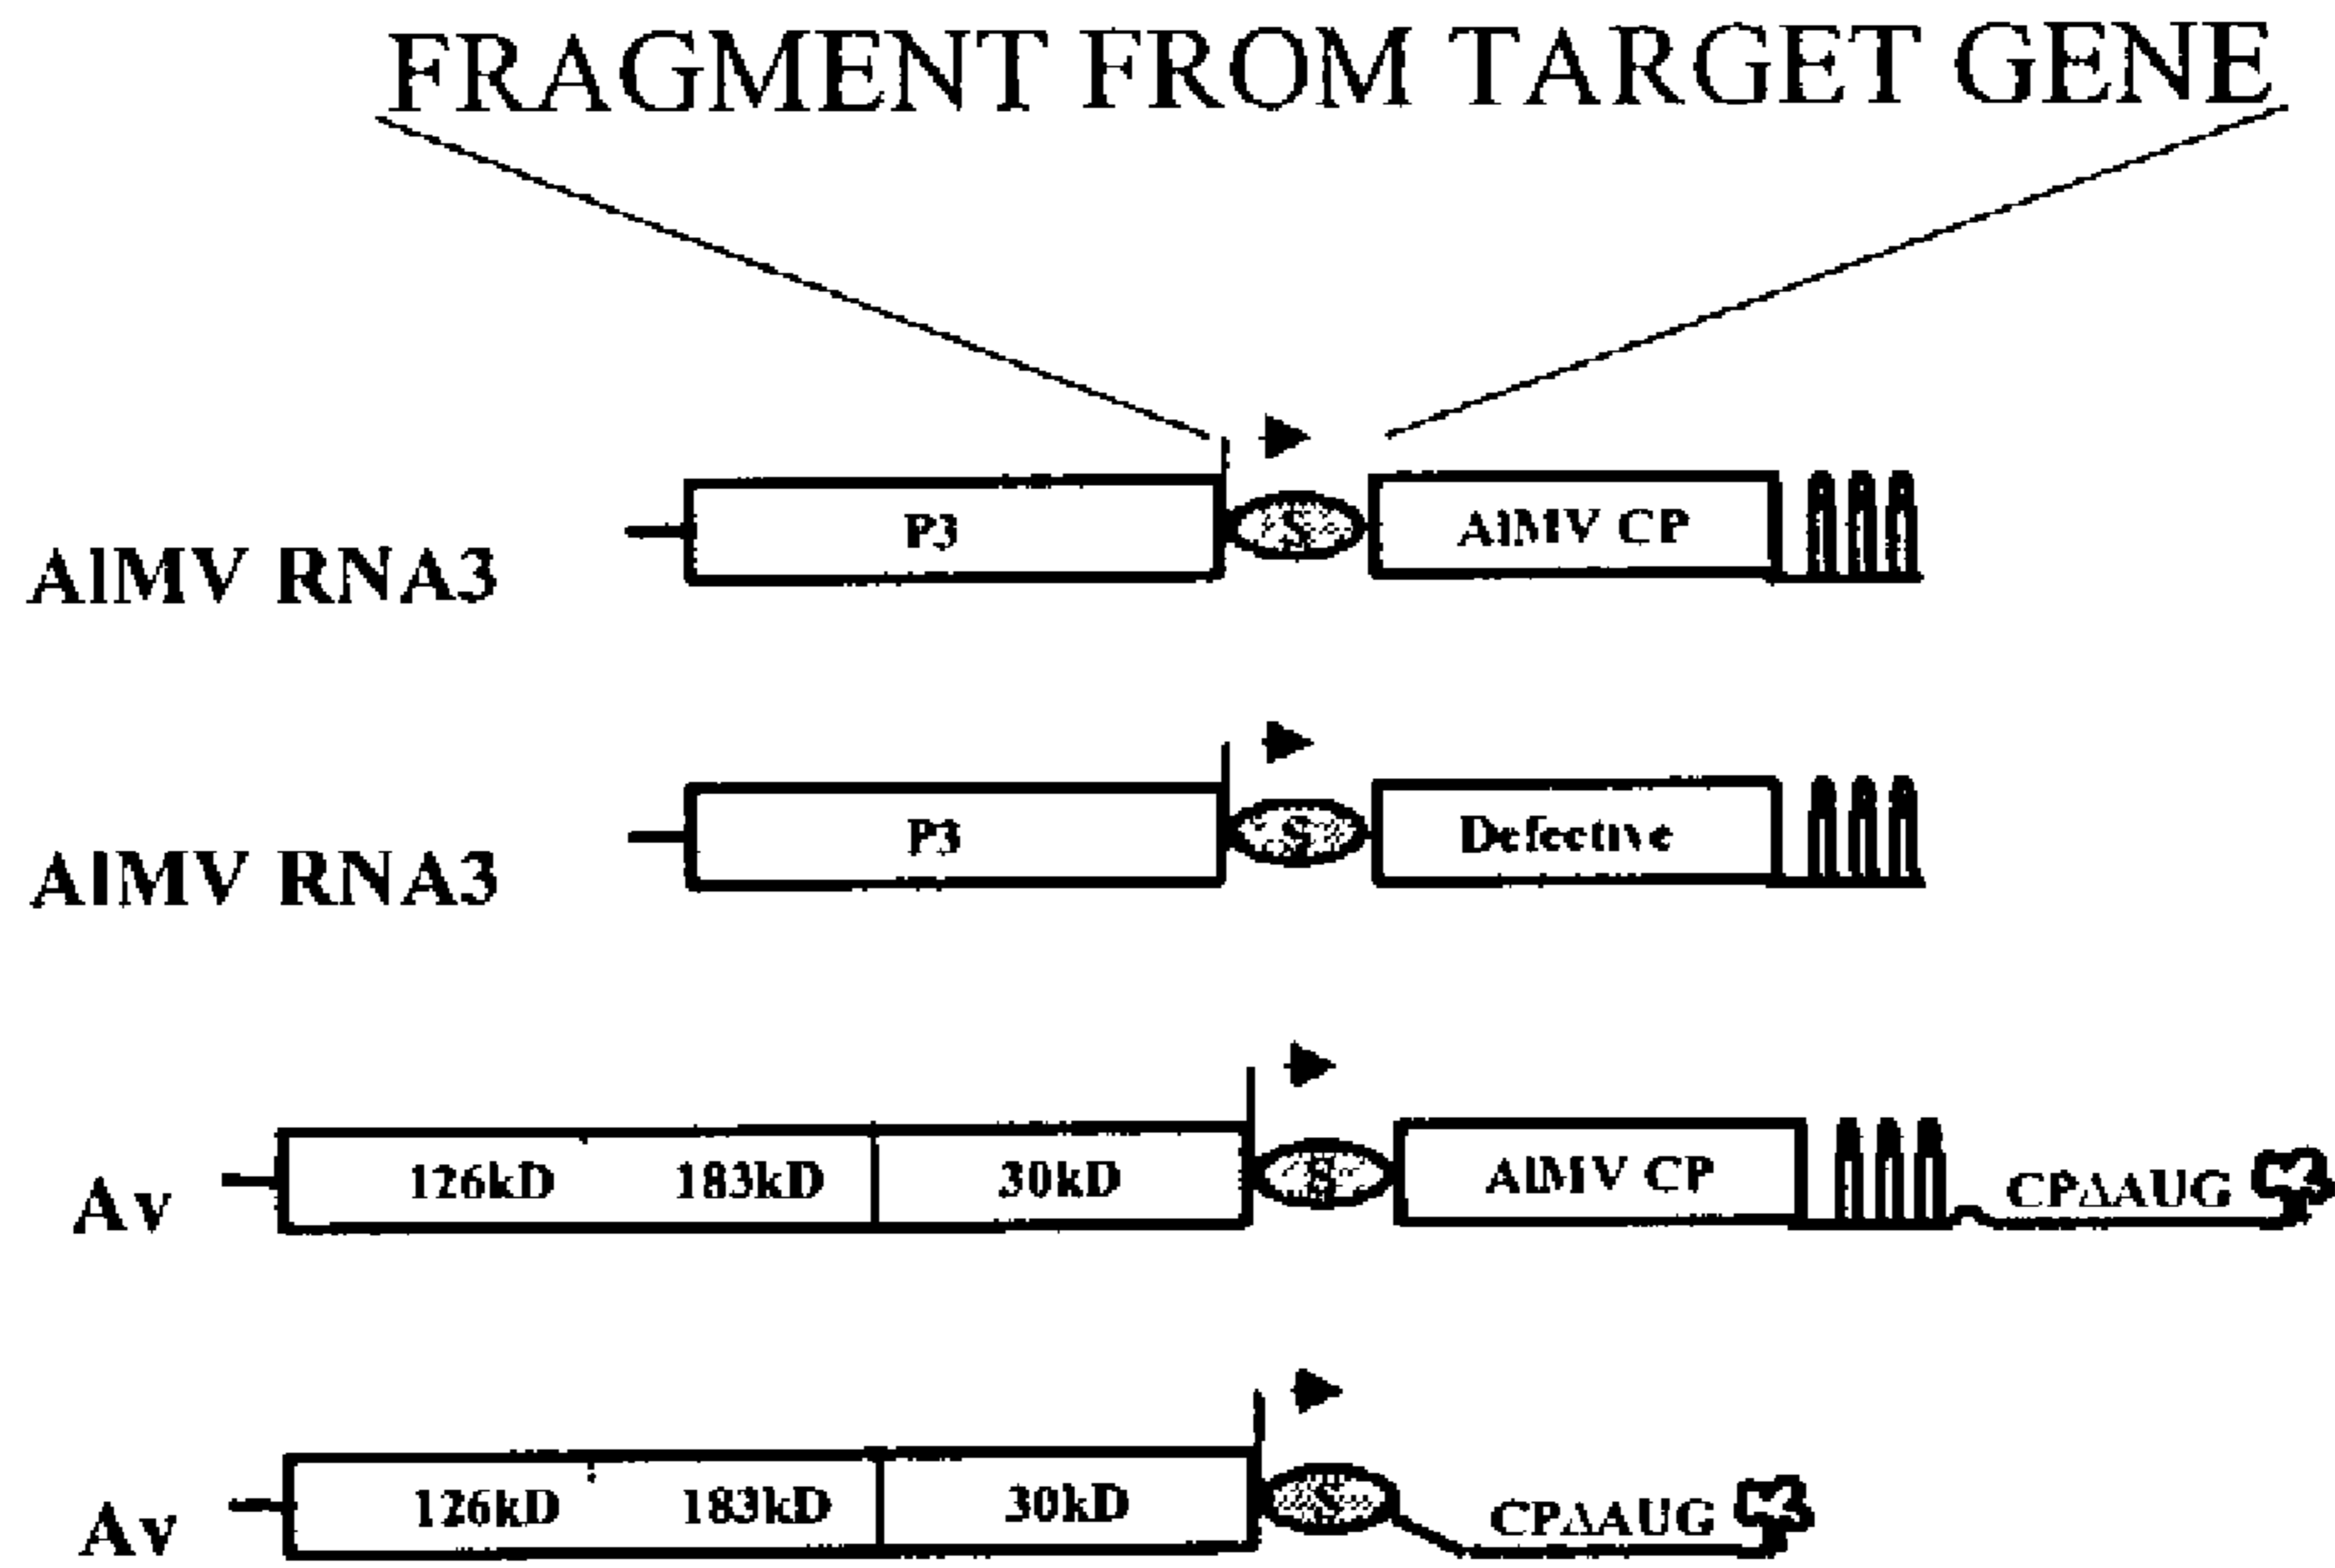 FRAGMENT FROM TARGET GENE
AlMV RNA3 P3 S AlMV CP
AlMV RNA3 P3 S Defective
Av 126kD 183kD 30kD S AlMV CP CPΔAUG
Av 126kD 183kD 30kD S CPΔAUG